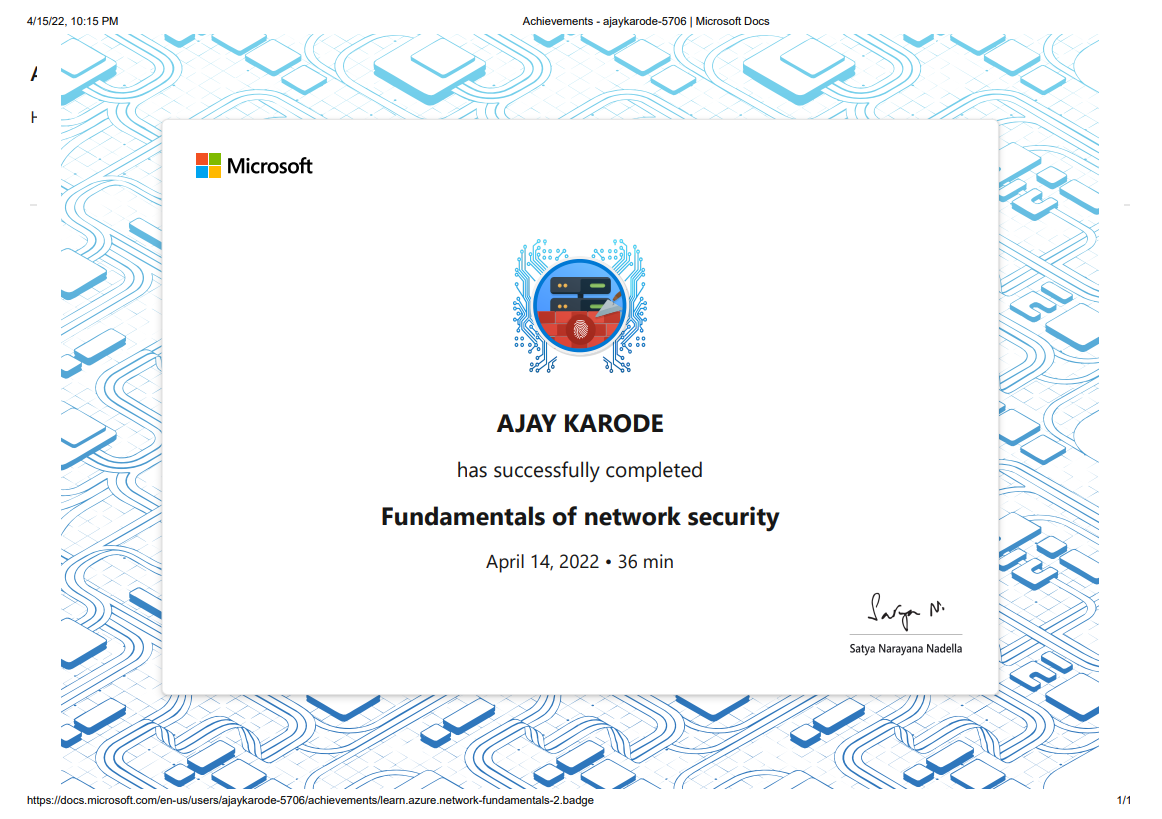 4/15/22, 10:15 PM
Achievements - ajaykarode-5706 | Microsoft Docs
Microsoft
AJAY KARODE
has successfully completed
Fundamentals of network security
April 14, 2022 • 36 min
Satya N.
Satya Narayana Nadella
https://docs.microsoft.com/en-us/users/ajaykarode-5706/achievements/learn.azure.network-fundamentals-2.badge
1/1